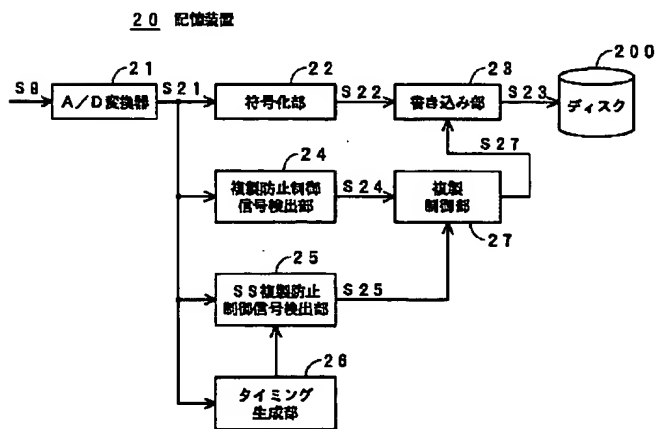 20 記憶装置
21
22
23
200
S8
A/D変換器
S21
符号化部
S22
書き込み部
S23
ディスク
S27
24
複製防止制御
信号検出部
S24
複製
制御部
27
25
SS複製防止
制御信号検出部
S25
26
タイミング
生成部